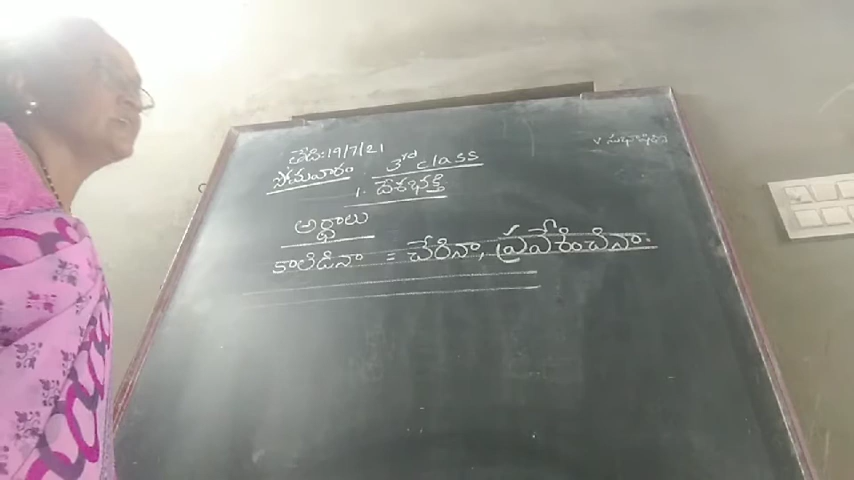 తేది:19/7/21
సోమవారం
3rd class
1. దేశభక్తి
అర్థాలు
కాలిడినా = చేరినా, ప్రవేశించినా.